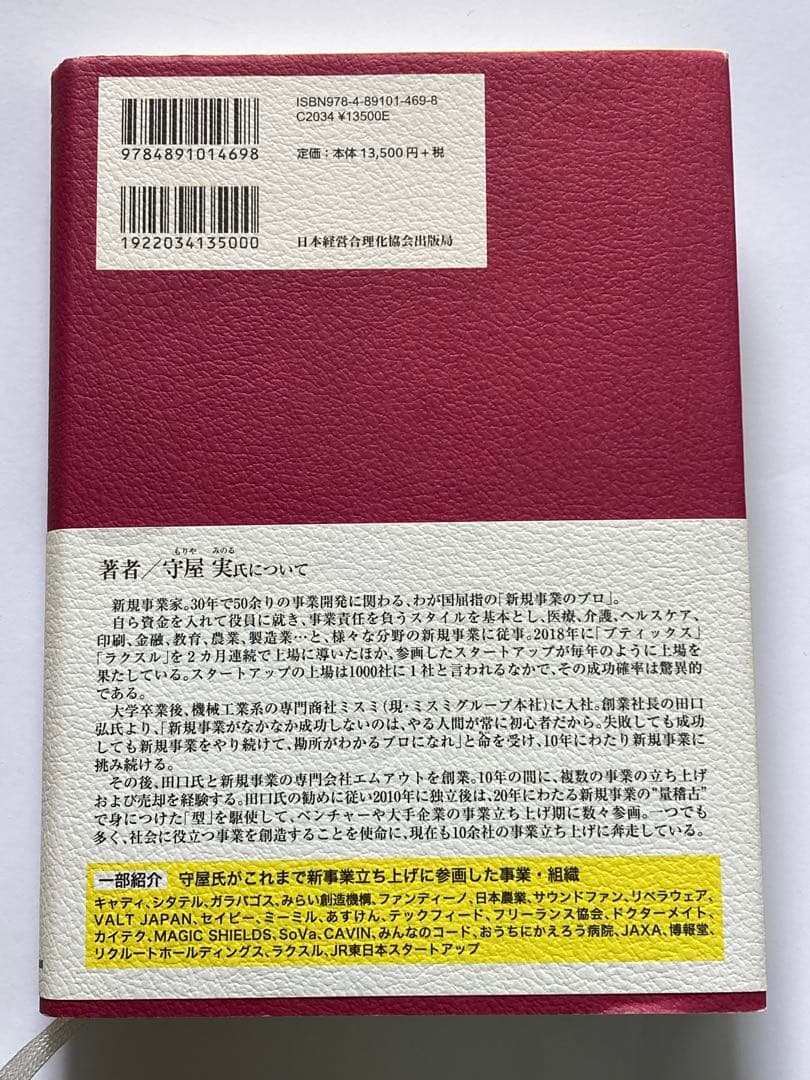 ISBN978-4-89101-469-8
C2034 ¥13500E
9784891014698
定価：本体 13,500円＋税
1922034135000
日本経営合理化協会出版局
もりや みのる
著者／守屋 実氏について
新規事業家。30年で50余りの事業開発に関わる、わが国屈指の「新規事業のプロ」。
自ら資金を入れて役員に就き、事業責任を負うスタイルを基本とし、医療、介護、ヘルスケア、
印刷、金融、教育、農業、製造業…と、様々な分野の新規事業に従事。2018年に「ブティックス」
「ラクスル」を2カ月連続で上場に導いたほか、参画したスタートアップが毎年のように上場を
果たしている。スタートアップの上場は1000社に1社と言われるなかで、その成功確率は驚異的
である。
大学卒業後、機械工業系の専門商社ミスミ（現・ミスミグループ本社）に入社。創業社長の田口
弘氏より、「新規事業がなかなか成功しないのは、やる人間が常に初心者だから。失敗しても成功
しても新規事業をやり続けて、勘所がわかるプロになれ」と命を受け、10年にわたり新規事業に
挑み続ける。
その後、田口氏と新規事業の専門会社エムアウトを創業。10年の間に、複数の事業の立ち上げ
および売却を経験する。田口氏の勧めに従い2010年に独立後は、20年にわたる新規事業の“量稽古”
で身につけた「型」を駆使して、ベンチャーや大手企業の事業立ち上げ期に数々参画。一つでも
多く、社会に役立つ事業を創造することを使命に、現在も10余社の事業立ち上げに奔走している。
一部紹介 守屋氏がこれまで新事業立ち上げに参画した事業・組織
キャディ、シタテル、ガラパゴス、みらい創造機構、ファンディーノ、日本農業、サウンドファン、リベラウェア、
VALT JAPAN、セイビー、ミーミル、あすけん、テックフィード、フリーランス協会、ドクターメイト、
カイテク、MAGIC SHIELDS、SoVa、CAVIN、みんなのコード、おうちにかえろう病院、JAXA、博報堂、
リクルートホールディングス、ラクスル、JR東日本スタートアップ